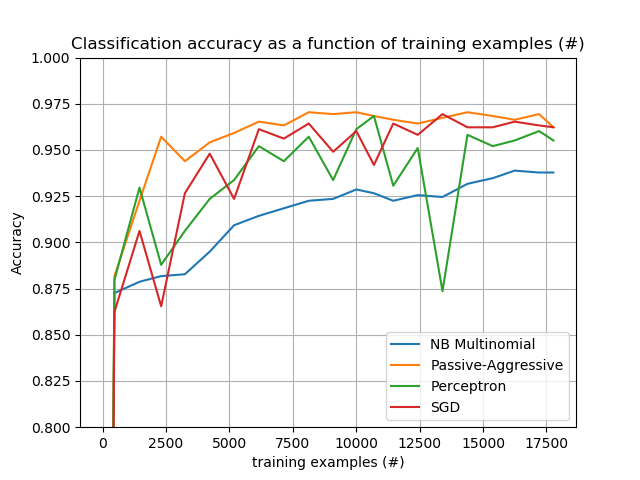 Classification accuracy as a function of training examples (#)
1.000
0.975
0.950
0.925
0.900
0.875
0.850
0.825
0.800
Accuracy
NB Multinomial
Passive-Aggressive
Perceptron
SGD
0 2500 5000 7500 10000 12500 15000 17500
training examples (#)